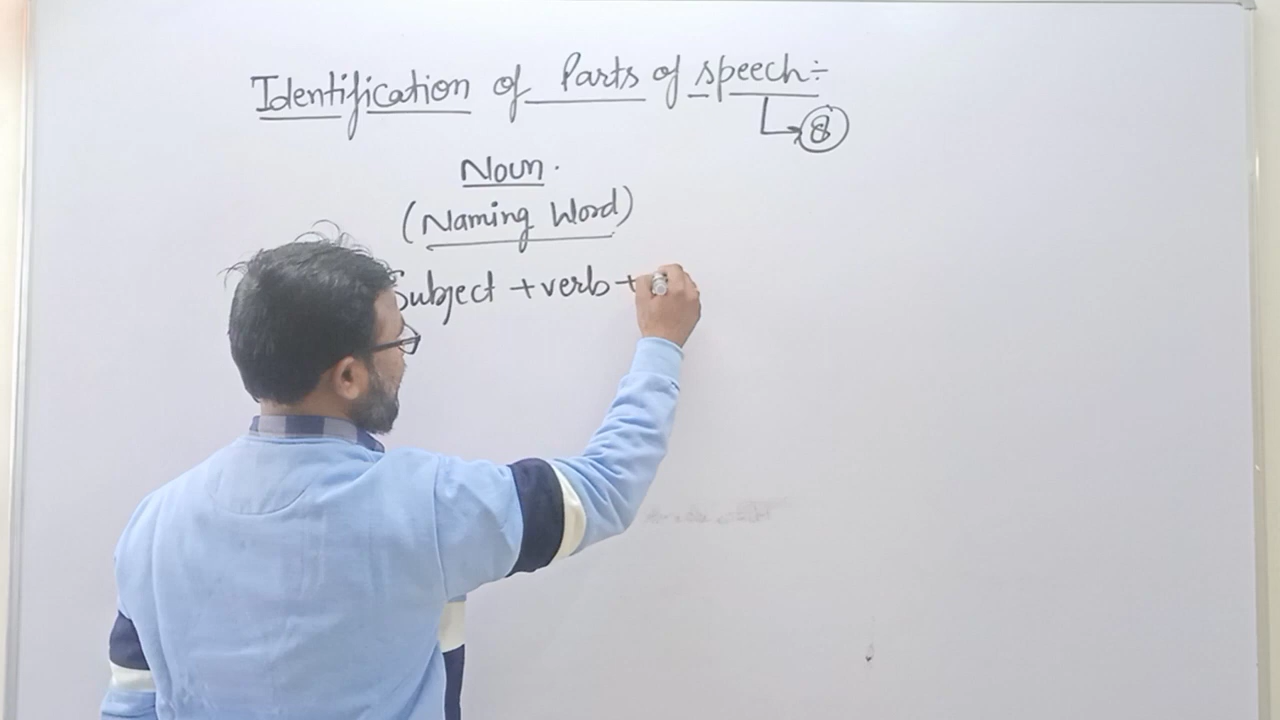 Identification of Parts of speech:-
8
Noun.
(Naming Word)
Subject + verb +